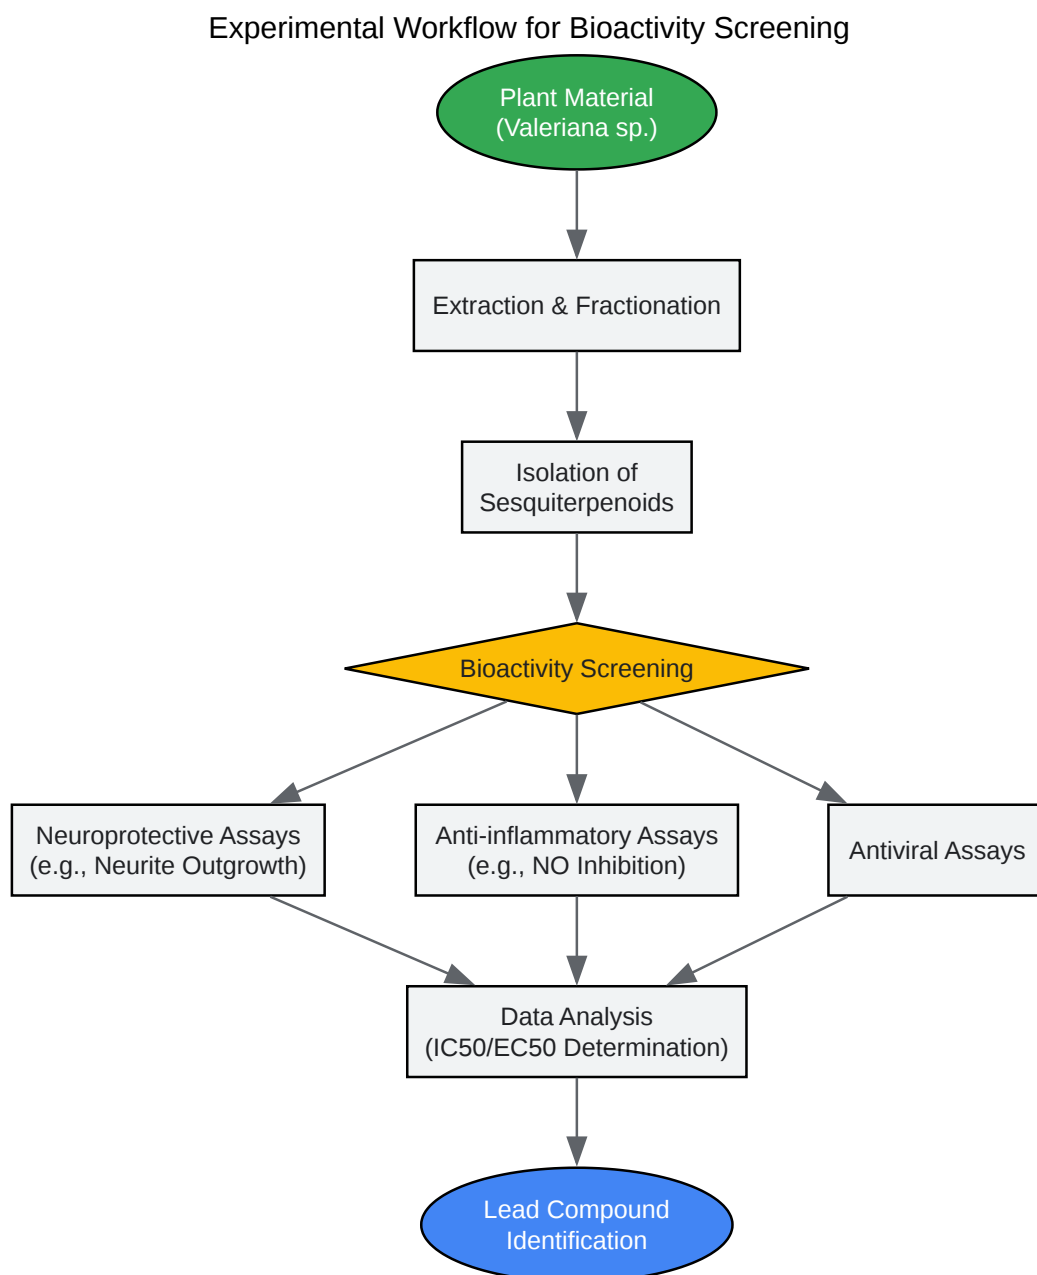 Experimental Workflow for Bioactivity Screening
Plant Material
(Valeriana sp.)
Extraction & Fractionation
Isolation of
Sesquiterpenoids
Bioactivity Screening
Neuroprotective Assays
(e.g., Neurite Outgrowth)
Anti-inflammatory Assays
(e.g., NO Inhibition)
Antiviral Assays
Data Analysis
(IC50/EC50 Determination)
Lead Compound
Identification